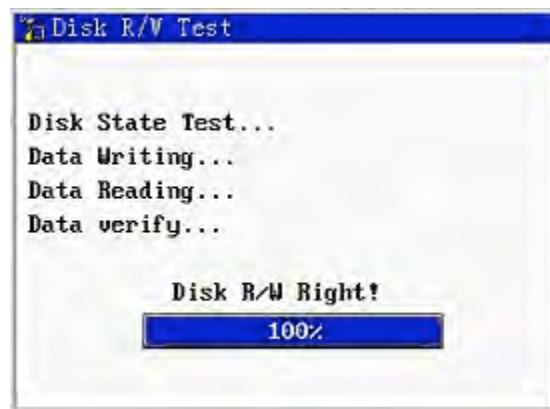 Disk R/W Test
Disk State Test...
Data Writing...
Data Reading...
Data verify...
Disk R/W Right!
100%